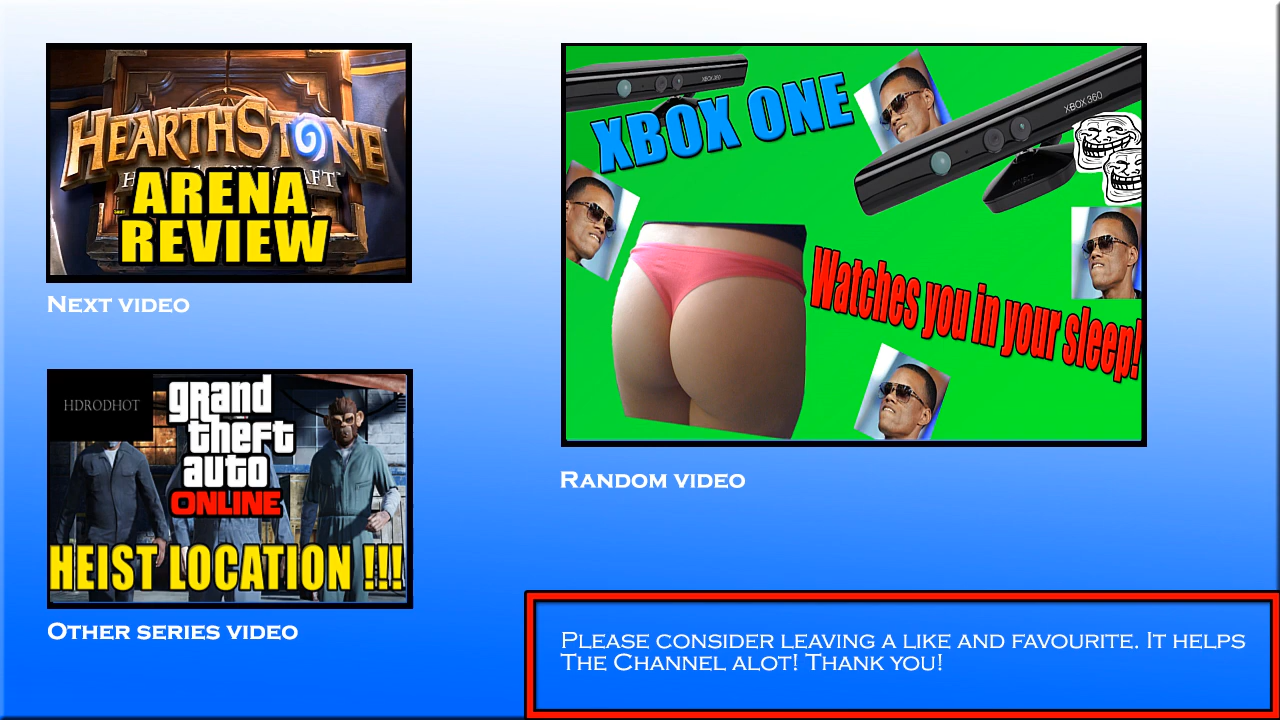 HEARTHSTONE
ARENA
REVIEW
NEXT VIDEO
HDRODHOT
grand
theft
auto
ONLINE
HEIST LOCATION !!!
OTHER SERIES VIDEO
XBOX 360
XBOX ONE
XBOX 360
Watches you in your sleep!
RANDOM VIDEO
PLEASE CONSIDER LEAVING A LIKE AND FAVOURITE. IT HELPS
THE CHANNEL ALOT! THANK YOU!